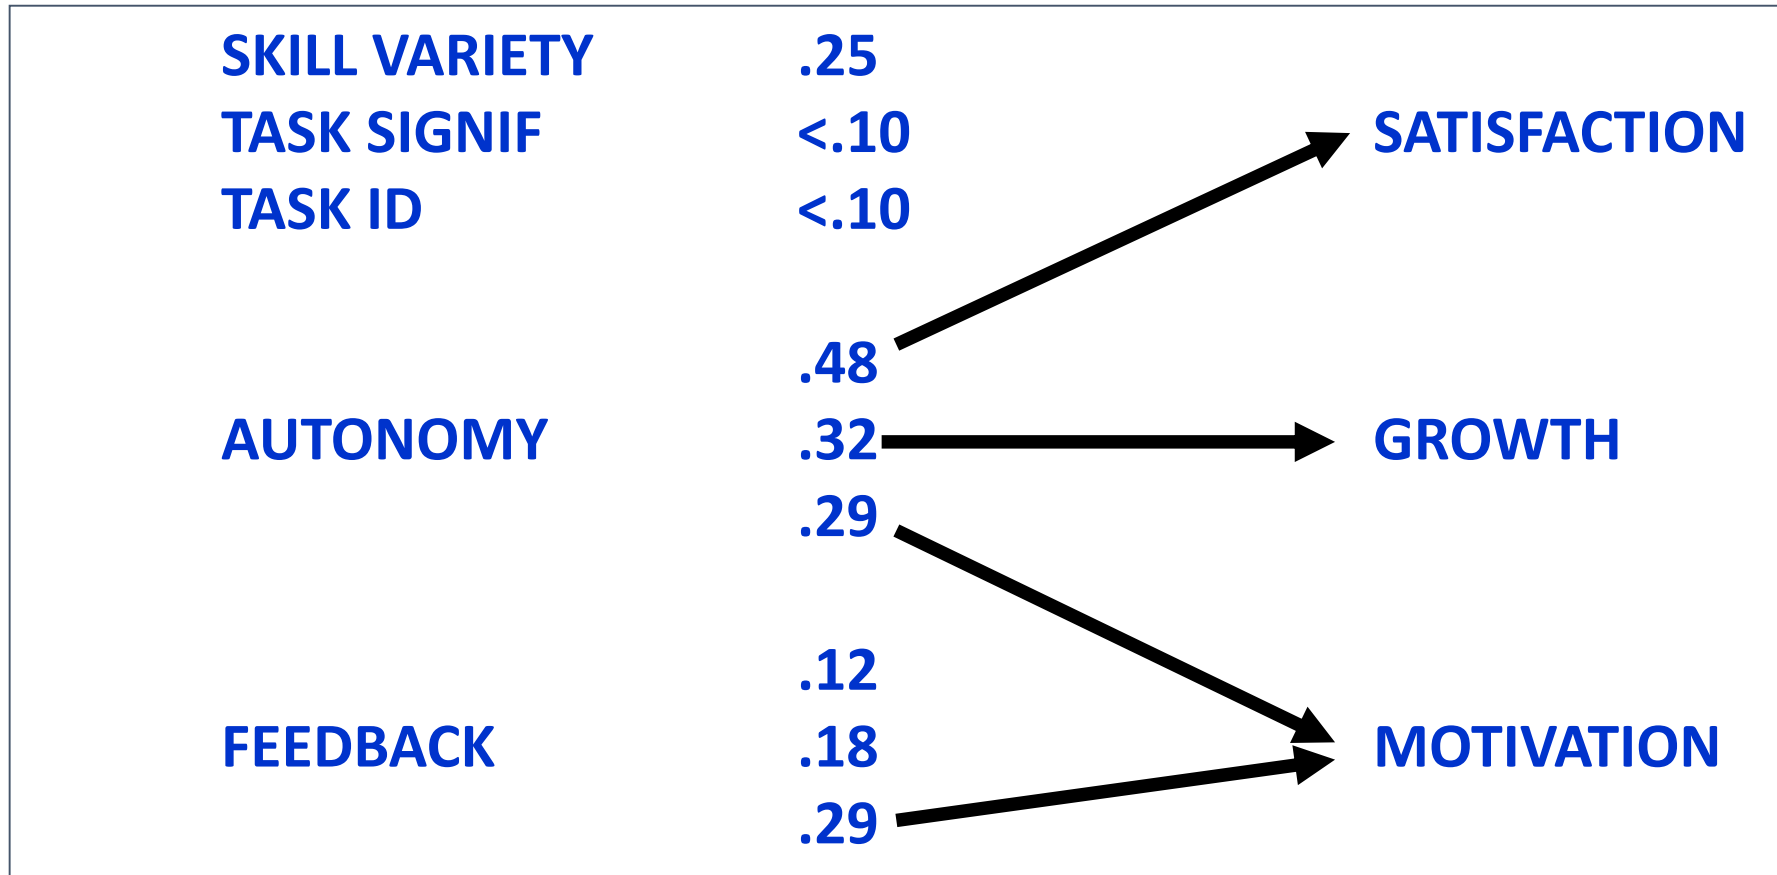 SKILL VARIETY .25
TASK SIGNIF <.10 SATISFACTION
TASK ID <.10
.48
AUTONOMY .32 GROWTH
.29
.12
FEEDBACK .18 MOTIVATION
.29